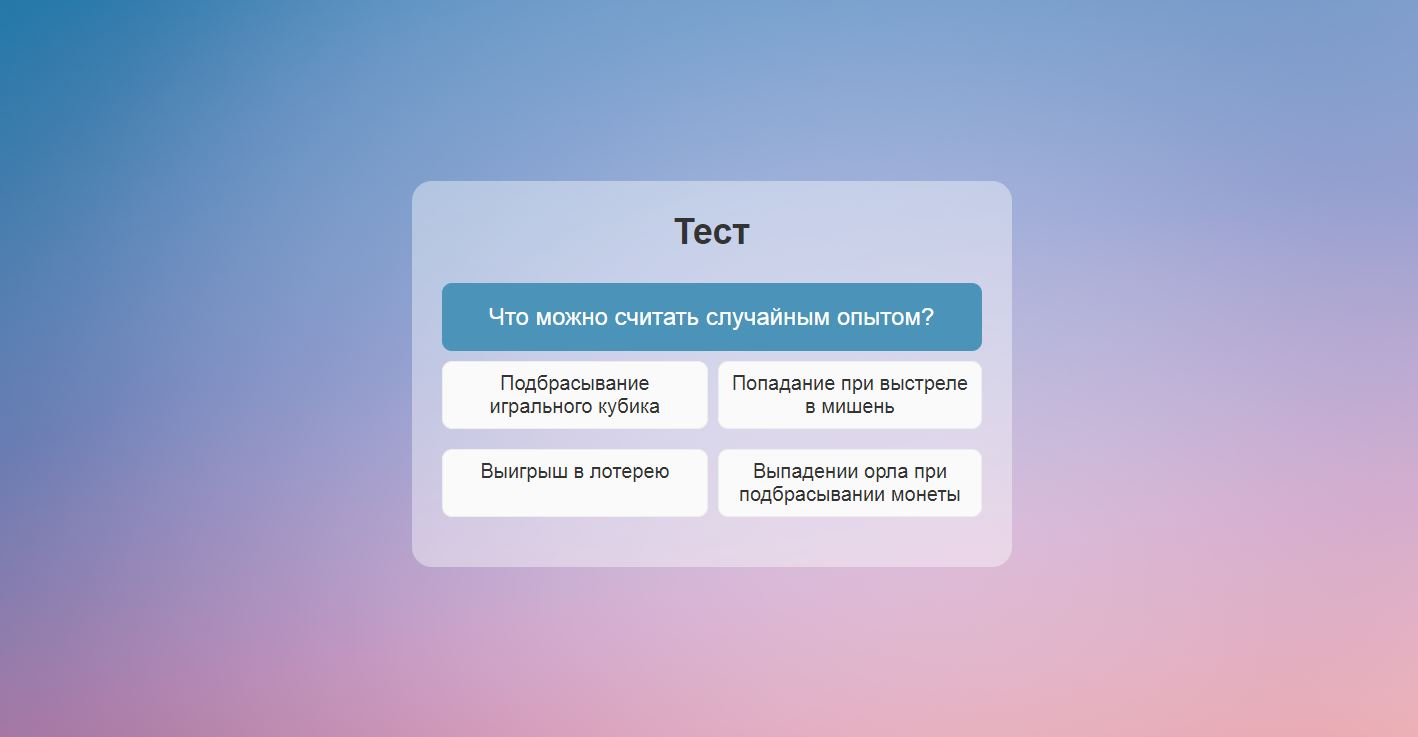 Тест
Что можно считать случайным опытом?
Подбрасывание
игрального кубика
Попадание при выстреле
в мишень
Выигрыш в лотерею
Выпадении орла при
подбрасывании монеты